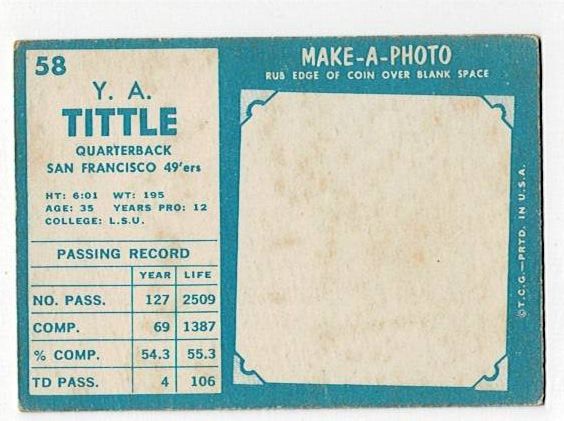 58
Y. A.
TITTLE
QUARTERBACK
SAN FRANCISCO 49'ers
HT: 6:01 WT: 195
AGE: 35 YEARS PRO: 12
COLLEGE: L.S.U.
PASSING RECORD
YEAR LIFE
NO. PASS. 127 2509
COMP. 69 1387
% COMP. 54.3 55.3
TD PASS. 4 106
MAKE-A-PHOTO
RUB EDGE OF COIN OVER BLANK SPACE
©T.C.G.—PRTD. IN U.S.A.